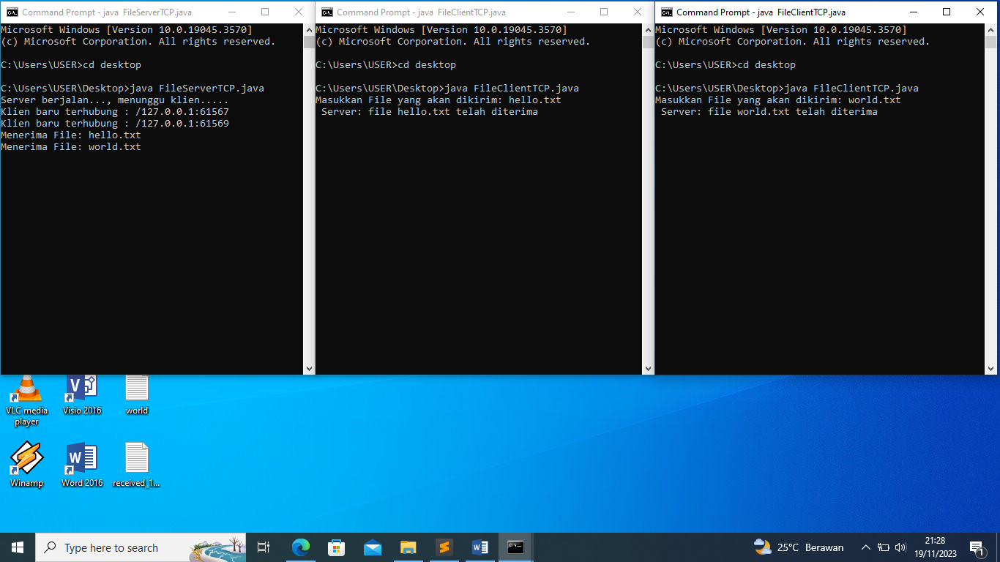 Command Prompt - java  FileServerTCP.java
Microsoft Windows [Version 10.0.19045.3570]
(c) Microsoft Corporation. All rights reserved.
C:\Users\USER>cd desktop
C:\Users\USER\Desktop>java FileServerTCP.java
Server berjalan..., menunggu klien.....
Klien baru terhubung : /127.0.0.1:61567
Klien baru terhubung : /127.0.0.1:61569
Menerima File: hello.txt
Menerima File: world.txt
Command Prompt - java  FileClientTCP.java
Microsoft Windows [Version 10.0.19045.3570]
(c) Microsoft Corporation. All rights reserved.
C:\Users\USER>cd desktop
C:\Users\USER\Desktop>java FileClientTCP.java
Masukkan File yang akan dikirim: hello.txt
Server: file hello.txt telah diterima
Command Prompt - java  FileClientTCP.java
Microsoft Windows [Version 10.0.19045.3570]
(c) Microsoft Corporation. All rights reserved.
C:\Users\USER>cd desktop
C:\Users\USER\Desktop>java FileClientTCP.java
Masukkan File yang akan dikirim: world.txt
Server: file world.txt telah diterima
VLC media
player
Visio 2016
world
Winamp
Word 2016
received_1...
Type here to search
25°C Berawan
21:28
19/11/2023
1